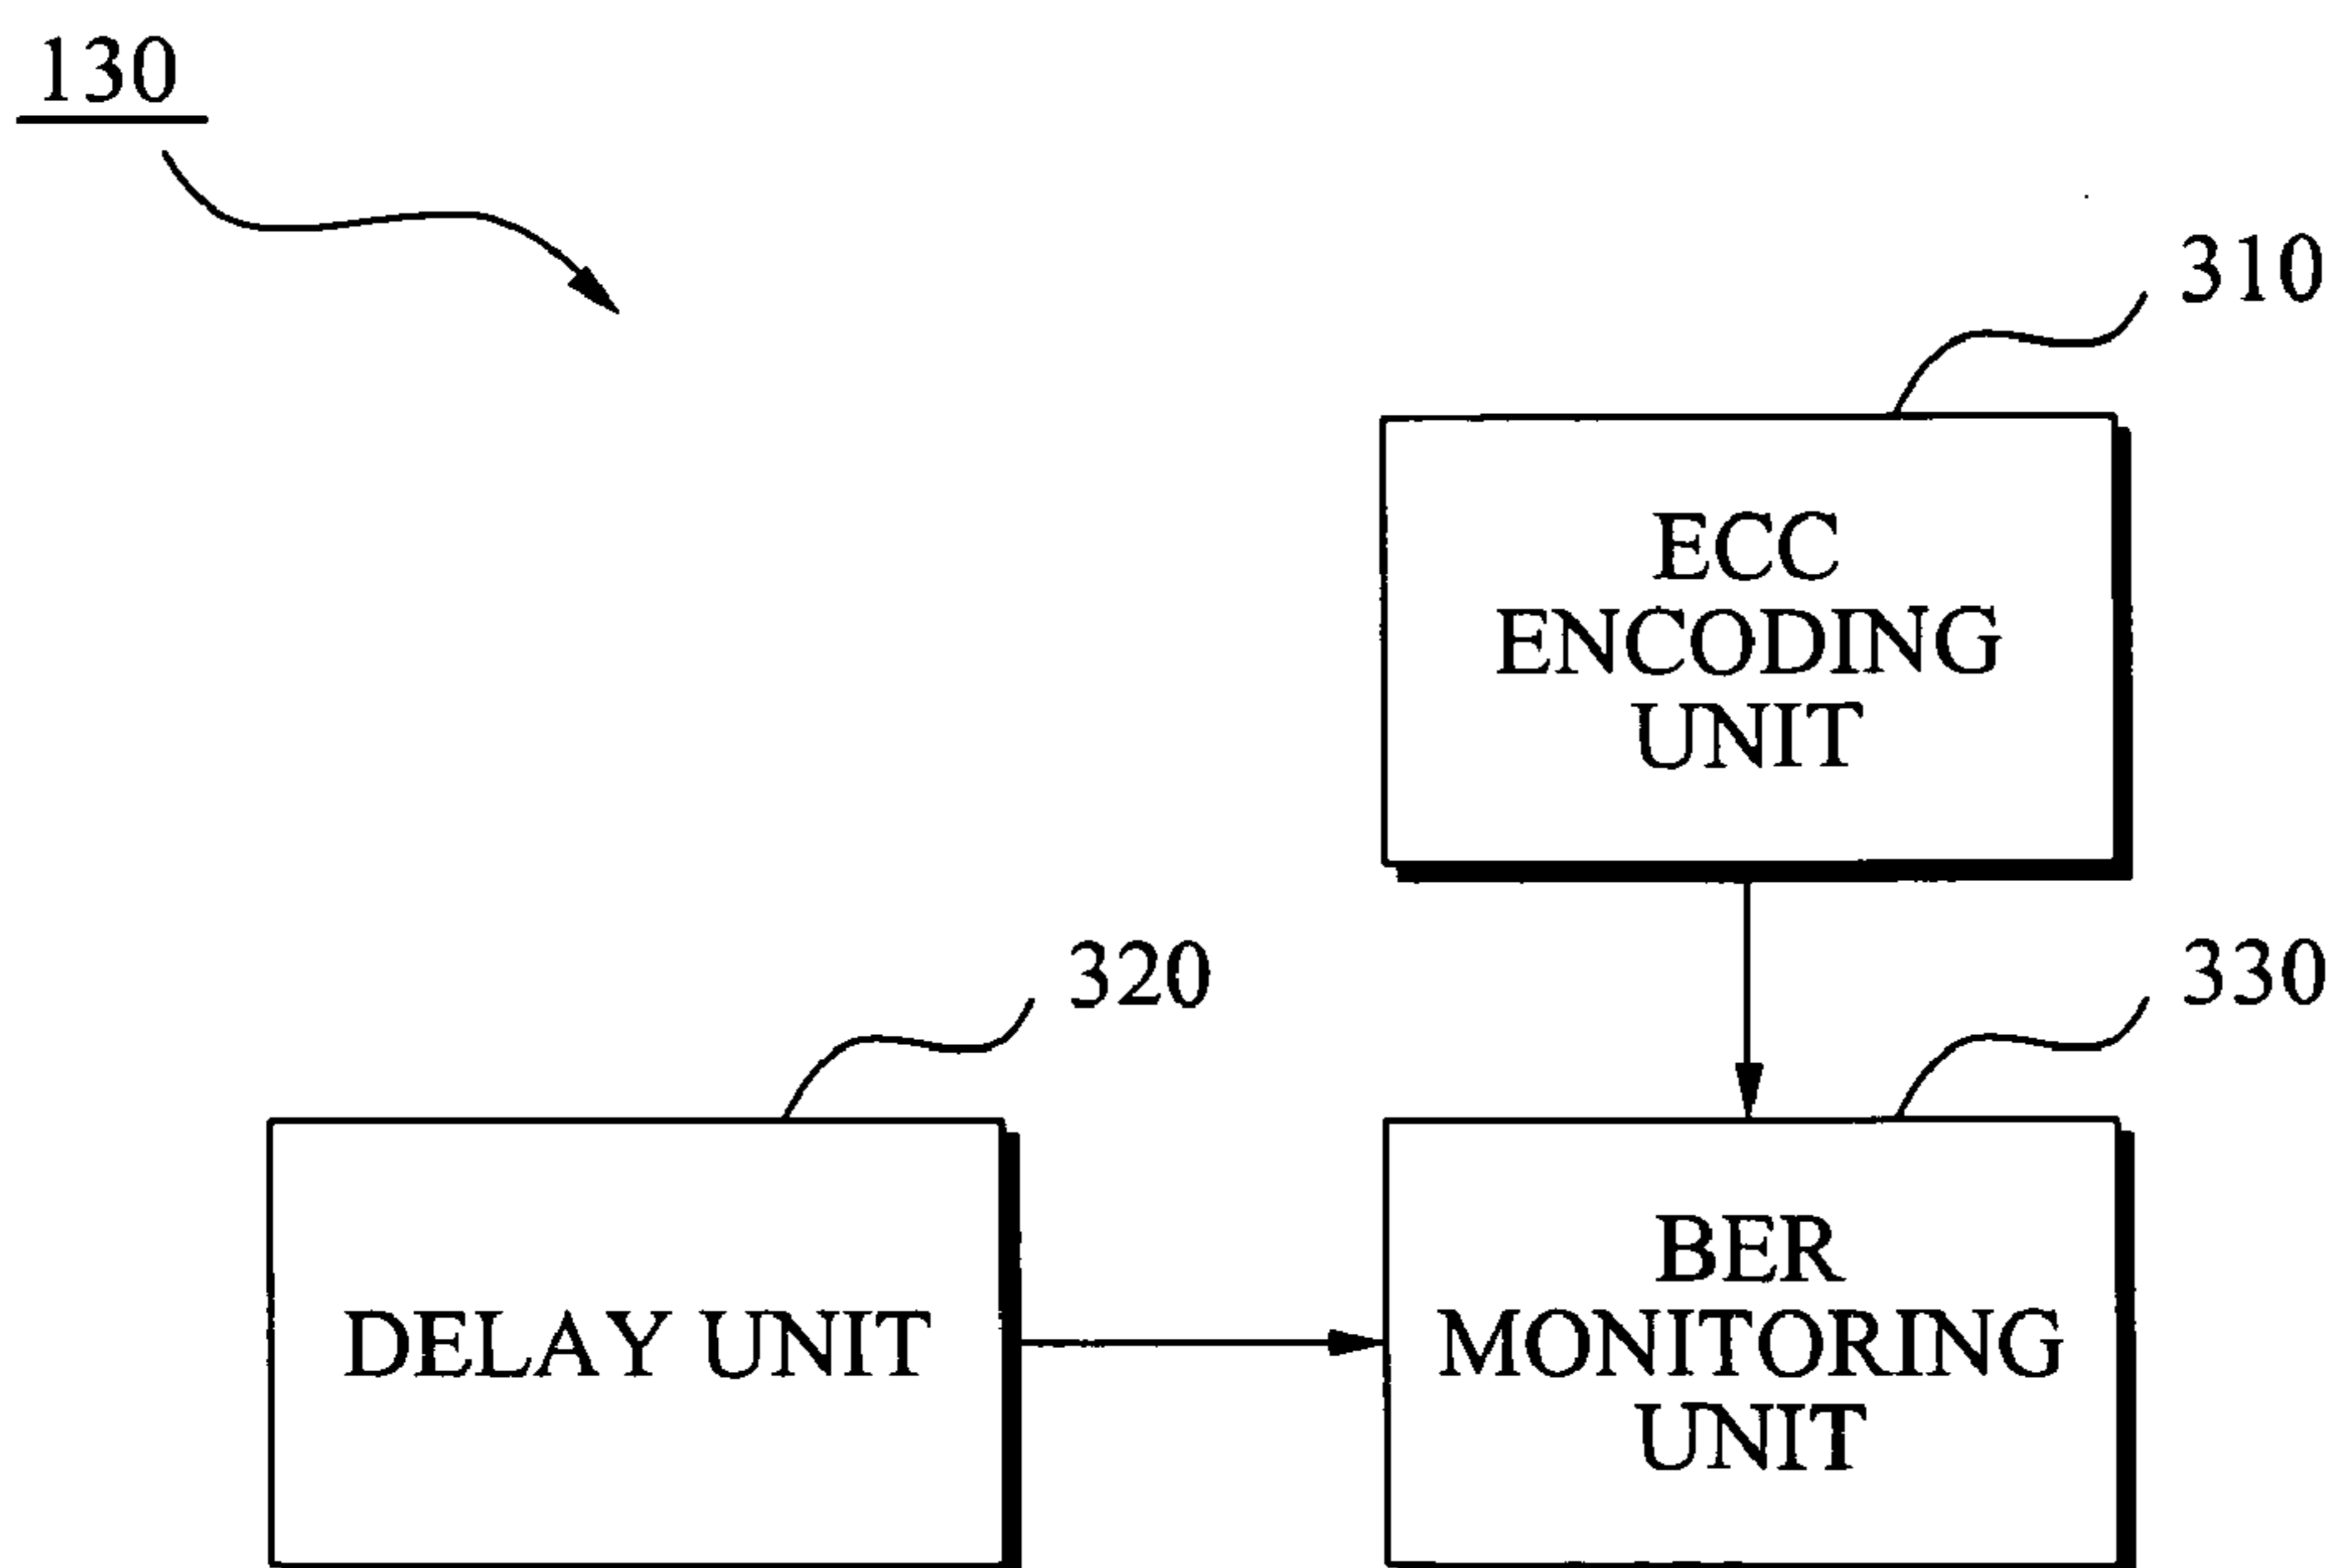 130
310
ECC
ENCODING
UNIT
320
330
DELAY UNIT
BER
MONITORING
UNIT